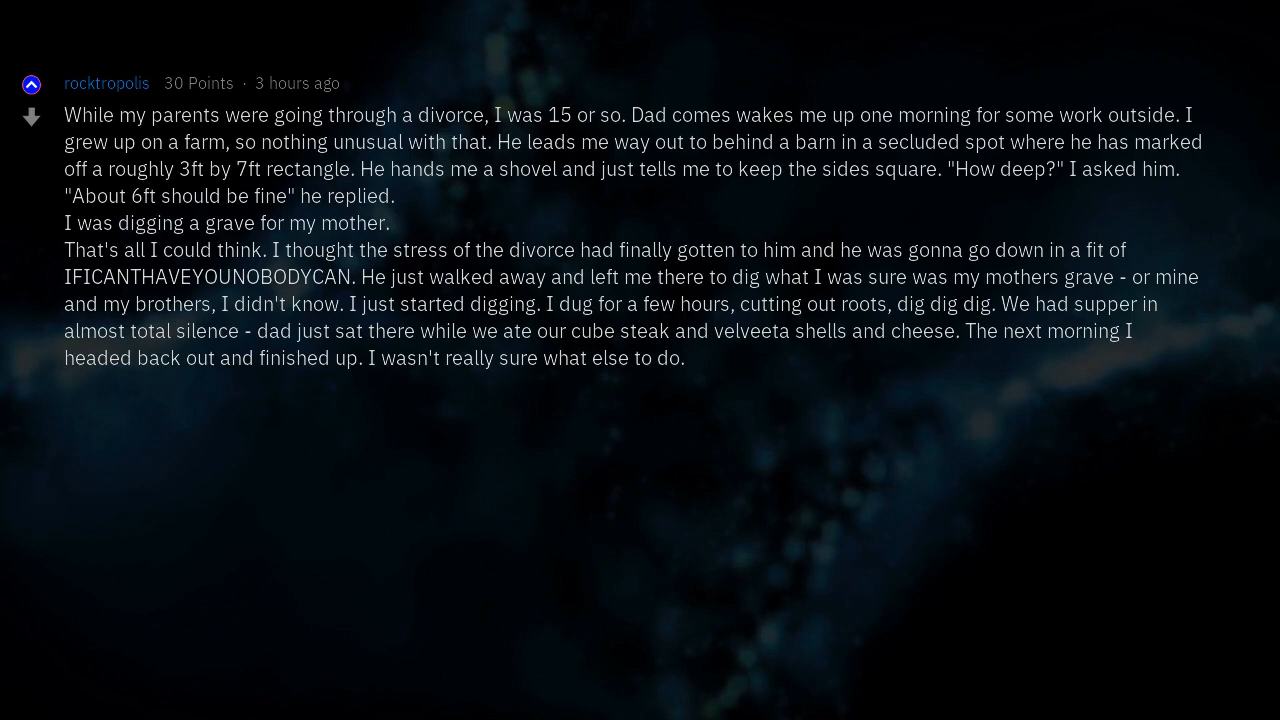 rocktropolis 30 Points · 3 hours ago
While my parents were going through a divorce, I was 15 or so. Dad comes wakes me up one morning for some work outside. I
grew up on a farm, so nothing unusual with that. He leads me way out to behind a barn in a secluded spot where he has marked
off a roughly 3ft by 7ft rectangle. He hands me a shovel and just tells me to keep the sides square. "How deep?" I asked him.
"About 6ft should be fine" he replied.
I was digging a grave for my mother.
That's all I could think. I thought the stress of the divorce had finally gotten to him and he was gonna go down in a fit of
IFICANTHAVEYOUNOBODYCAN. He just walked away and left me there to dig what I was sure was my mothers grave - or mine
and my brothers, I didn't know. I just started digging. I dug for a few hours, cutting out roots, dig dig dig. We had supper in
almost total silence - dad just sat there while we ate our cube steak and velveeta shells and cheese. The next morning I
headed back out and finished up. I wasn't really sure what else to do.